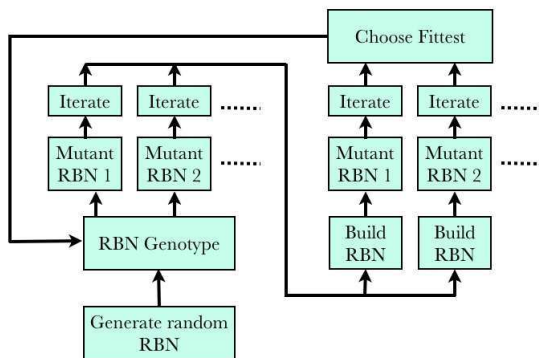 Choose Fittest
Iterate
Iterate
Iterate
Iterate
Mutant
RBN 1
Mutant
RBN 2
Mutant
RBN 1
Mutant
RBN 2
RBN Genotype
Build
RBN
Build
RBN
Generate random
RBN